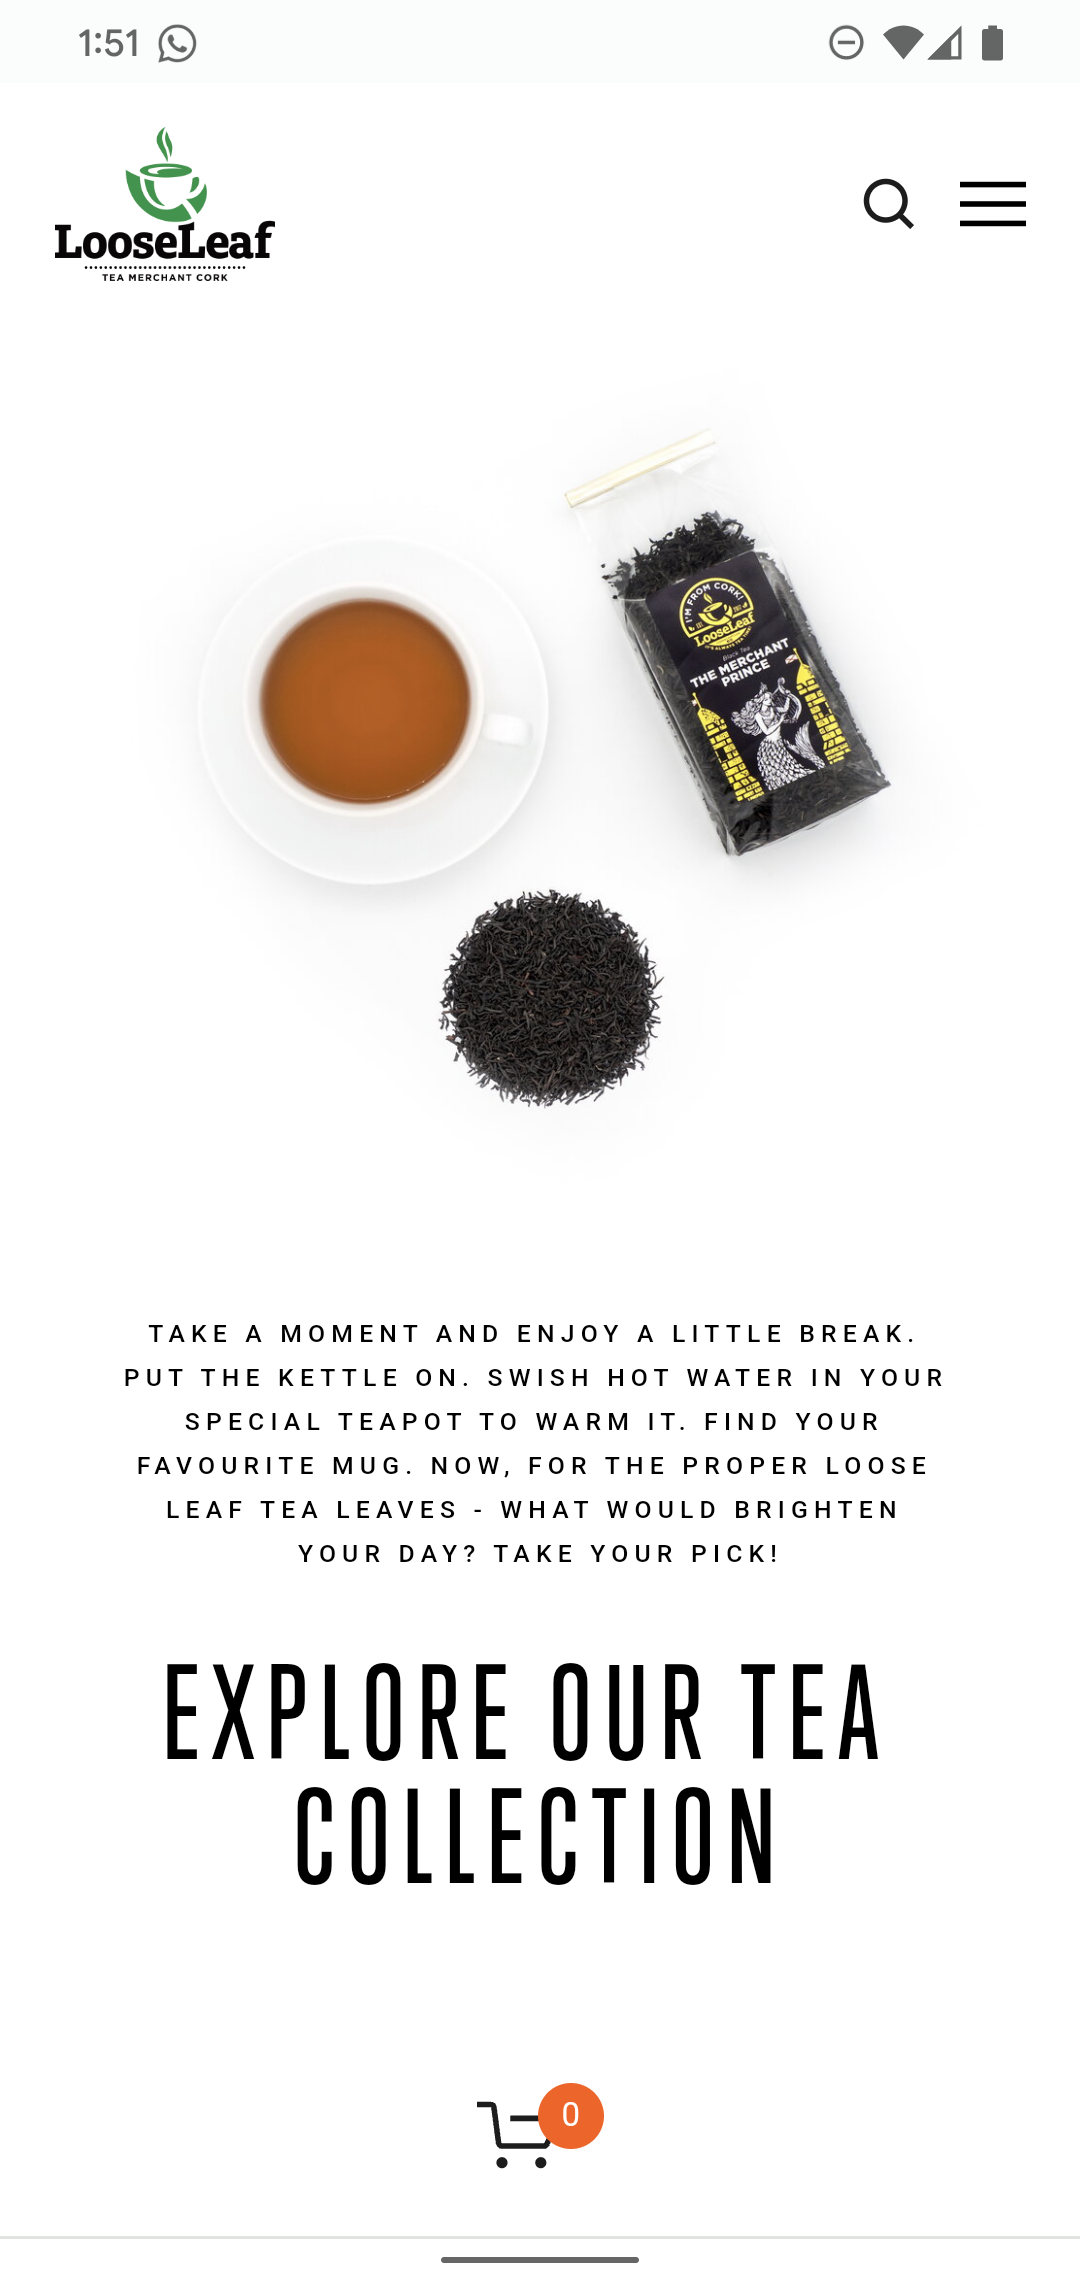 1:51
LooseLeaf
TEA MERCHANT CORK
I'M FROM CORK!
LooseLeaf
Black Tea
THE MERCHANT
PRINCE
TAKE A MOMENT AND ENJOY A LITTLE BREAK.
PUT THE KETTLE ON. SWISH HOT WATER IN YOUR
SPECIAL TEAPOT TO WARM IT. FIND YOUR
FAVOURITE MUG. NOW, FOR THE PROPER LOOSE
LEAF TEA LEAVES - WHAT WOULD BRIGHTEN
YOUR DAY? TAKE YOUR PICK!
EXPLORE OUR TEA
COLLECTION
0